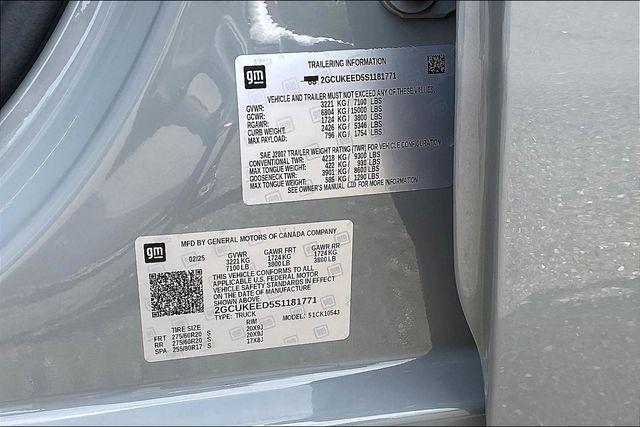 gm
TRAILERING INFORMATION
2GCUKEED5S1181771
VEHICLE AND TRAILER MUST NOT EXCEED ANY OF THESE VALUES
GVWR: 3221 KG / 7100 LBS
GCWR: 6804 KG / 15000 LBS
RGAWR: 1724 KG / 3800 LBS
CURB WEIGHT: 2426 KG / 5346 LBS
MAX PAYLOAD: 796 KG / 1754 LBS
SAE J2807 TRAILER WEIGHT RATING (TWR) FOR VEHICLE CONFIGURATION
CONVENTIONAL TWR: 4218 KG / 9300 LBS
MAX TONGUE WEIGHT: 422 KG / 930 LBS
GOOSENECK TWR: 3901 KG / 8600 LBS
MAX TONGUE WEIGHT: 585 KG / 1290 LBS
SEE OWNER'S MANUAL, CD FOR MORE INFORMATION
gm
MFD BY GENERAL MOTORS OF CANADA COMPANY
02/25 GVWR GAWR FRT GAWR RR
3221 KG 1724 KG 1724 KG
7100 LB 3800 LB 3800 LB
THIS VEHICLE CONFORMS TO ALL
APPLICABLE U.S. FEDERAL MOTOR
VEHICLE SAFETY STANDARDS IN EFFECT
ON THE DATE OF MANUFACTURE
SHOWN ABOVE.
2GCUKEED5S1181771
TYPE: TRUCK MODEL: 51CK10543
TIRE SIZE RIM
FRT 275/60R20 S 20X9J
RR 275/60R20 S 20X9J
SPA 255/80R17 S 17X8J